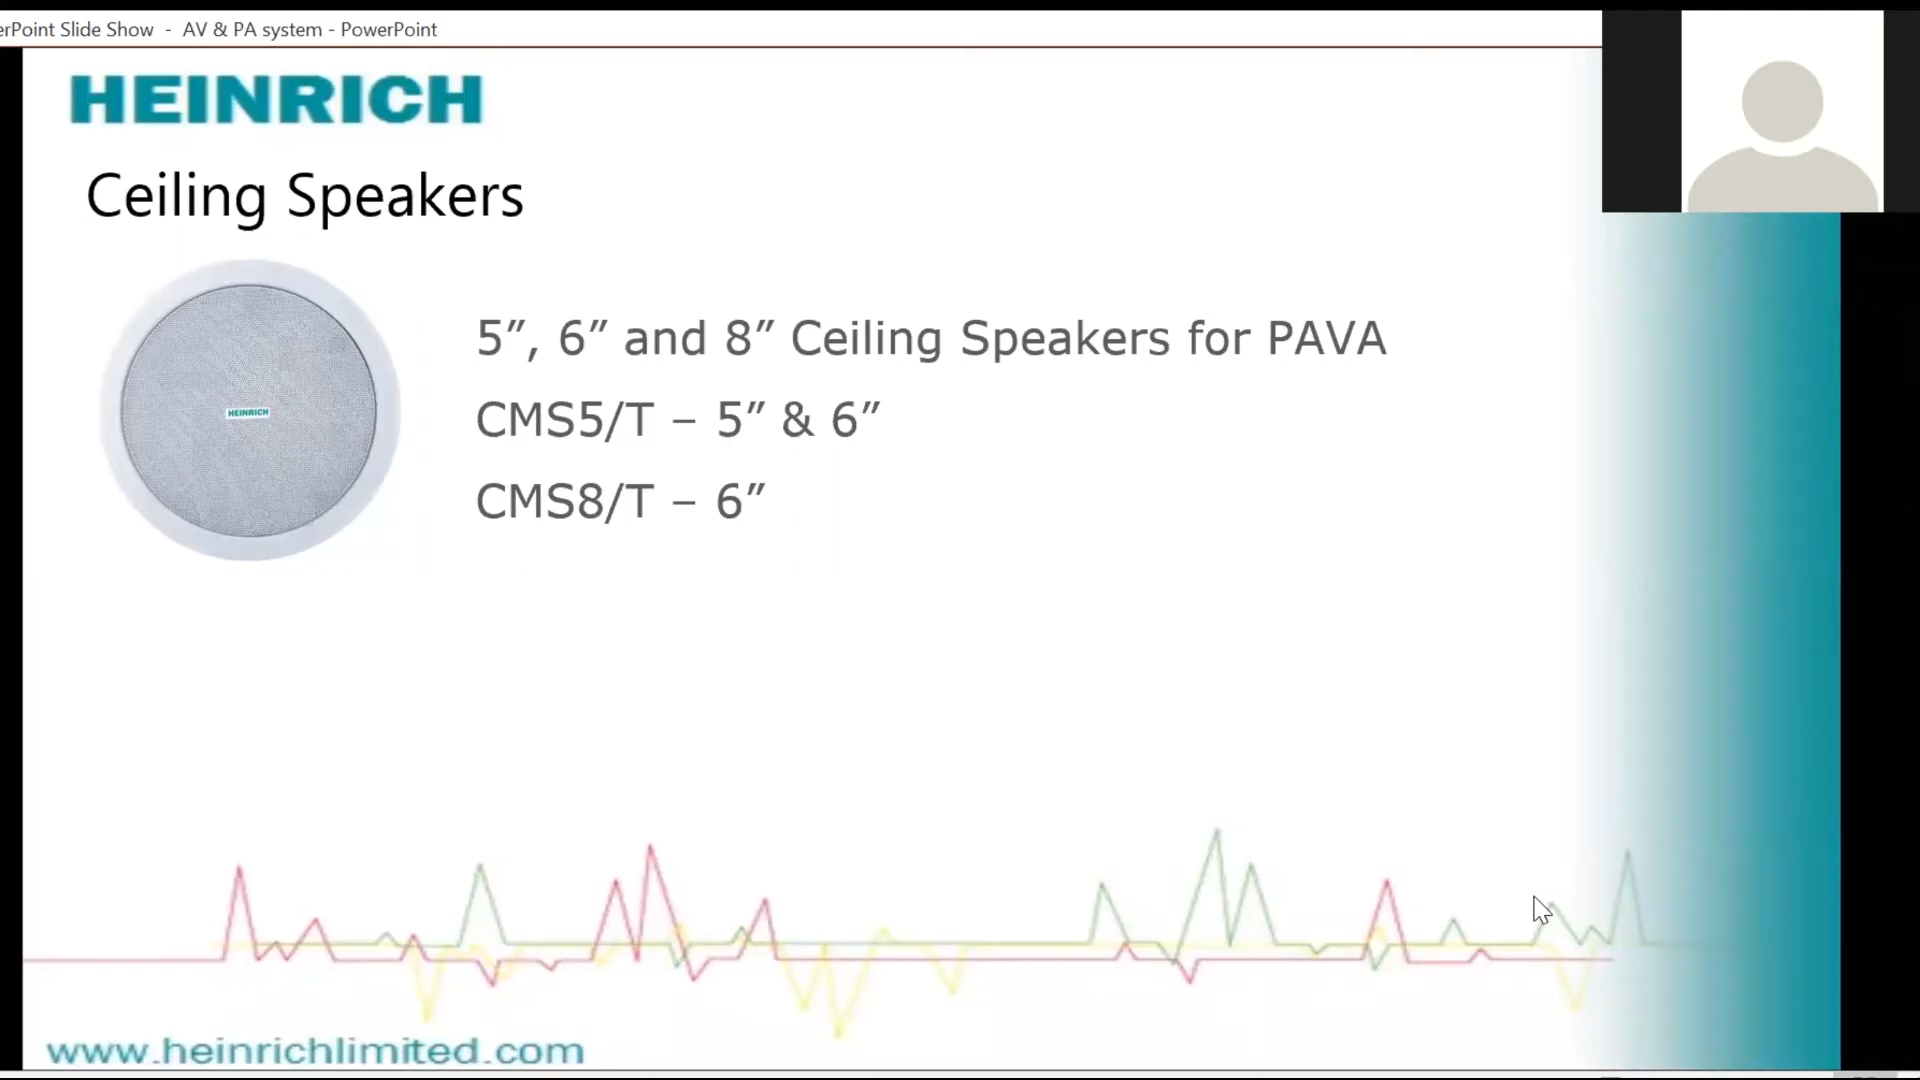 erPoint Slide Show - AV & PA system - PowerPoint
HEINRICH
Ceiling Speakers
HEINRICH
5”, 6” and 8” Ceiling Speakers for PAVA
CMS5/T – 5” & 6”
CMS8/T – 6”
www.heinrichlimited.com